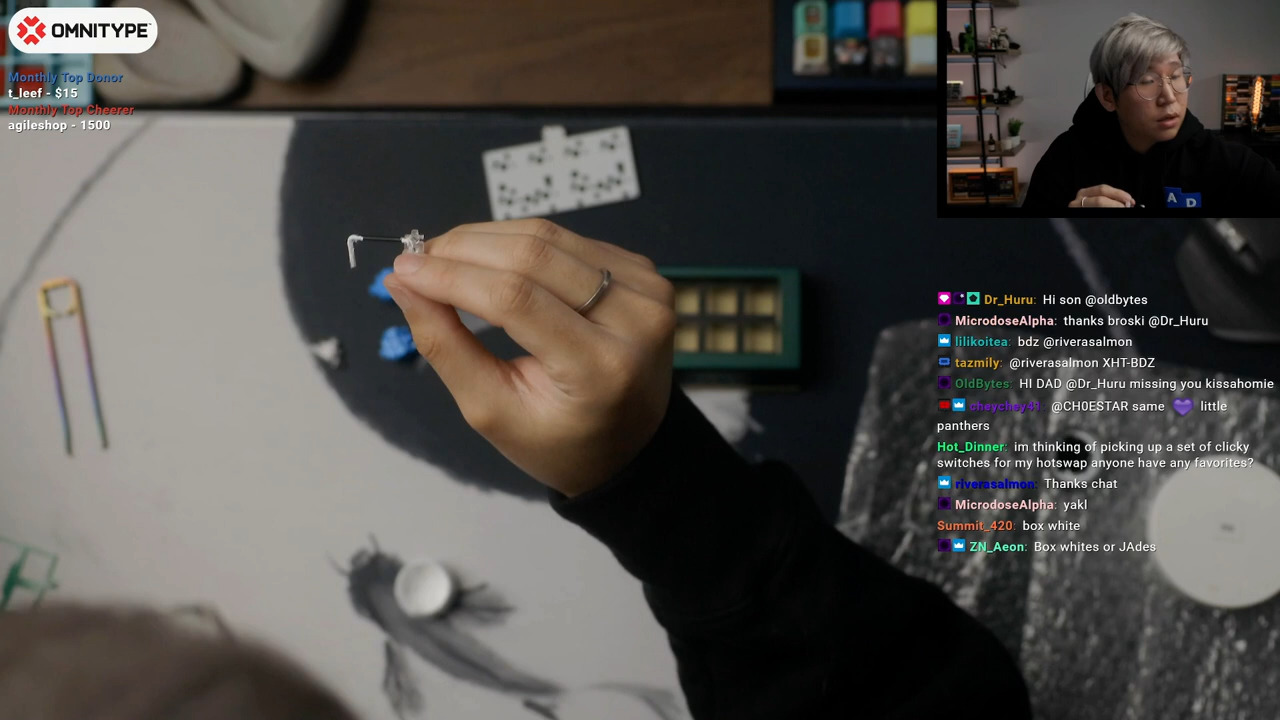 OMNITYPE
Monthly Top Donor
t_leef - $15
Monthly Top Cheerer
agileshop - 1500
A D
Dr_Huru: Hi son @oldbytes
MicrodoseAlpha: thanks broski @Dr_Huru
lilikoitea: bdz @riverasalmon
tazmily: @riverasalmon XHT-BDZ
OldBytes: HI DAD @Dr_Huru missing you kissahomie
cheychey41 @CH0ESTAR same 💜 little
panthers
Hot_Dinner: im thinking of picking up a set of clicky
switches for my hotswap anyone have any favorites?
riverasalmon: Thanks chat
MicrodoseAlpha: yakl
Summit_420: box white
ZN_Aeon: Box whites or JAdes